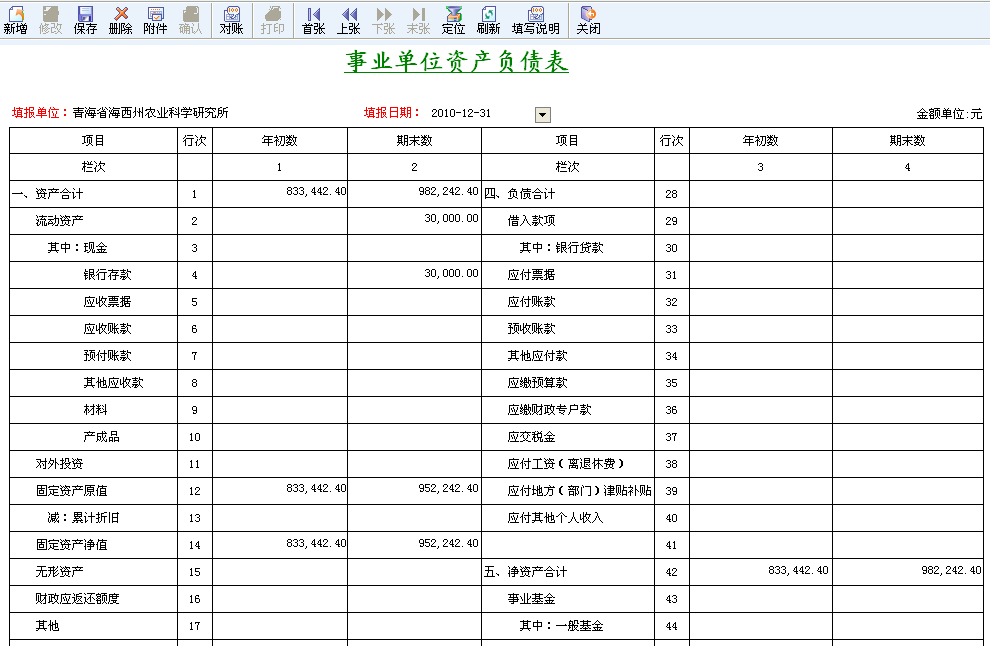 新增 修改 保存 删除 附件 确认 对账 打印 首张 上张 下张 末张 定位 刷新 填写说明 关闭
事业单位资产负债表
填报单位：青海省海西州农业科学研究所 填报日期： 2010-12-31 金额单位:元
项目 行次 年初数 期末数 项目 行次 年初数 期末数
栏次 1 2 栏次 3 4
一、资产合计 1 833,442.40 982,242.40 四、负债合计 28
流动资产 2 30,000.00 借入款项 29
其中：现金 3 其中：银行贷款 30
银行存款 4 30,000.00 应付票据 31
应收票据 5 应付账款 32
应收账款 6 预收账款 33
预付账款 7 其他应付款 34
其他应收款 8 应缴预算款 35
材料 9 应缴财政专户款 36
产成品 10 应交税金 37
对外投资 11 应付工资（离退休费） 38
固定资产原值 12 833,442.40 952,242.40 应付地方（部门）津贴补贴 39
减：累计折旧 13 应付其他个人收入 40
固定资产净值 14 833,442.40 952,242.40 41
无形资产 15 五、净资产合计 42 833,442.40 982,242.40
财政应返还额度 16 事业基金 43
其他 17 其中：一般基金 44